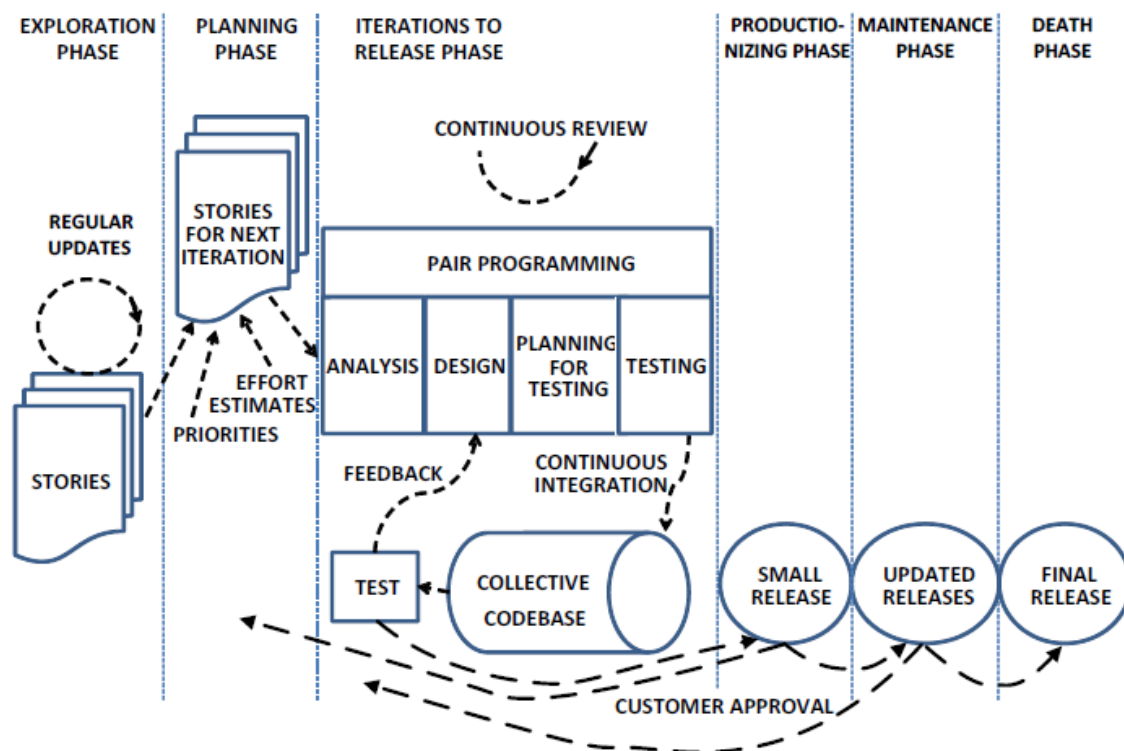 EXPLORATION
PHASE
PLANNING
PHASE
ITERATIONS TO
RELEASE PHASE
PRODUCTIO-
NIZING PHASE
MAINTENANCE
PHASE
DEATH
PHASE
CONTINUOUS REVIEW
REGULAR
UPDATES
STORIES
FOR NEXT
ITERATION
PAIR PROGRAMMING
ANALYSIS
DESIGN
PLANNING
FOR
TESTING
TESTING
EFFORT
ESTIMATES
PRIORITIES
STORIES
FEEDBACK
CONTINUOUS
INTEGRATION
TEST
COLLECTIVE
CODEBASE
SMALL
RELEASE
UPDATED
RELEASES
FINAL
RELEASE
CUSTOMER APPROVAL